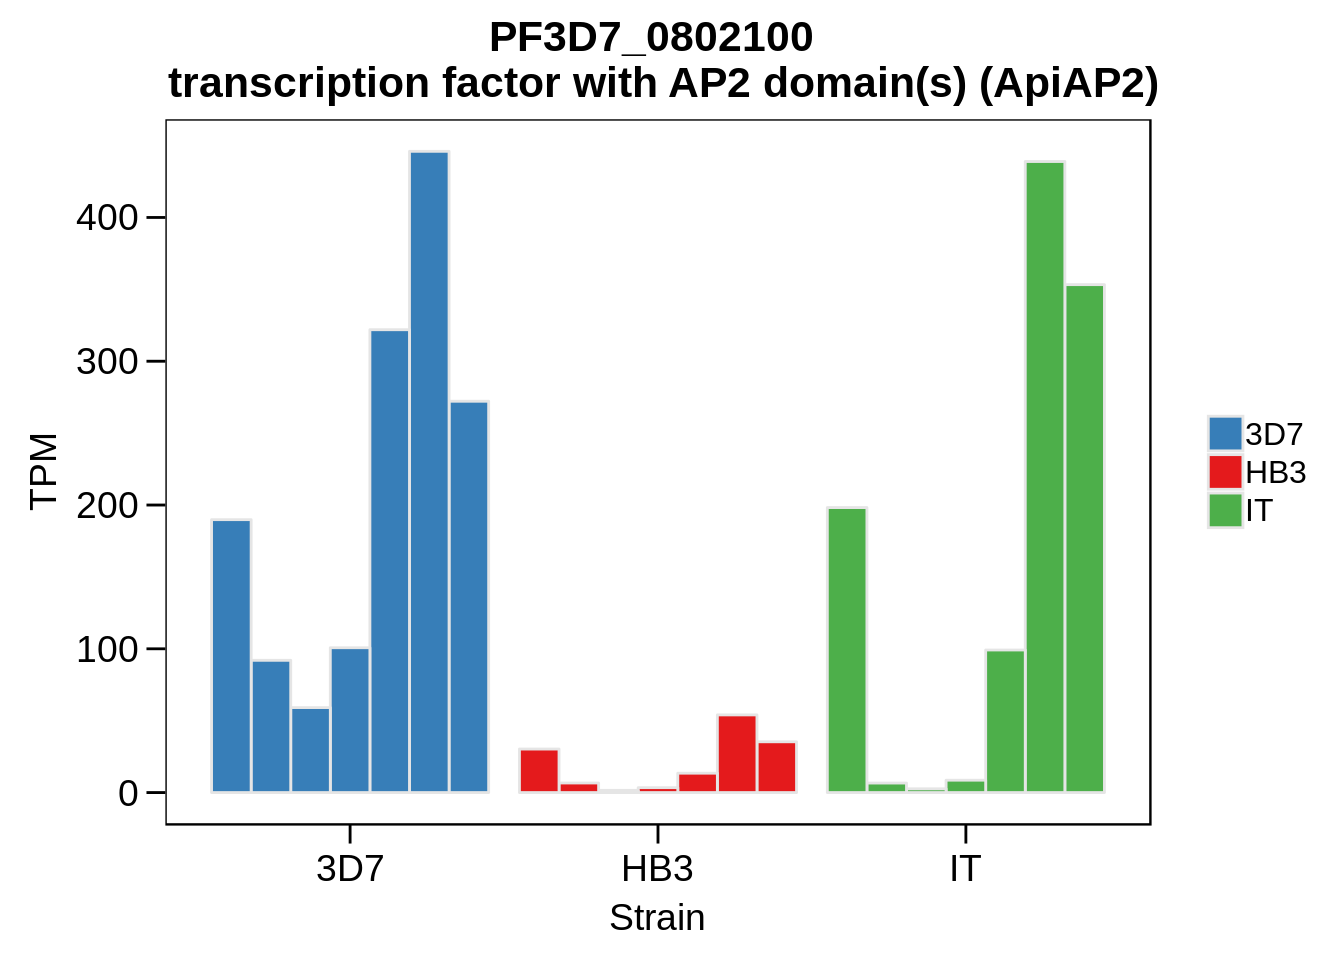 PF3D7_0802100
transcription factor with AP2 domain(s) (ApiAP2)
400
300
200
100
0
TPM
3D7
HB3
IT
Strain
3D7
HB3
IT